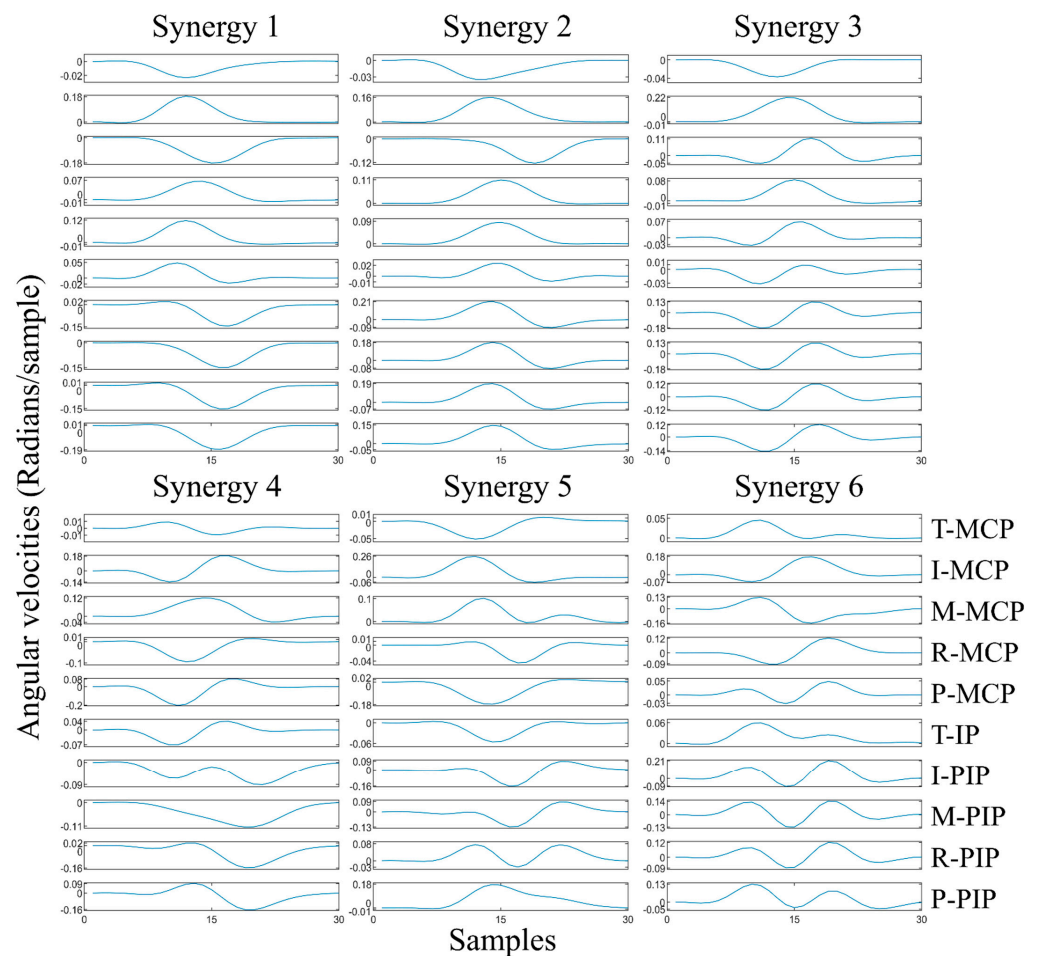 Synergy 1 Synergy 2 Synergy 3
0 -0.02 0 -0.03 0 -0.04
0.18 0 0.16 0 0.22 0 -0.01
0 -0.18 0 -0.12 0.11 0 -0.05
0.07 0 -0.01 0.11 0 0.08 0 -0.01
0.12 0 -0.01 0.09 0 0.07 0 -0.03
0.05 0 -0.02 0.02 0 -0.01 0.01 0 -0.03
0.02 0 -0.15 0.21 0 -0.09 0.13 0 -0.18
0 -0.15 0.18 0 -0.08 0.13 0 -0.18
0.01 0 -0.15 0.19 0 -0.07 0.12 0 -0.12
0.01 0 -0.19 0.15 0 -0.05 0.12 0 -0.14
0 15 30 0 15 30 0 15 30
Angular velocities (Radians/sample)
Synergy 4 Synergy 5 Synergy 6
0.01 0 -0.01 0.01 0 -0.05 0.05 0 T-MCP
0.18 0 -0.14 0.26 0 -0.06 0.18 0 -0.07 I-MCP
0.12 0 -0.04 0.1 0 0.13 0 -0.16 M-MCP
0.01 0 -0.1 0.01 0 -0.04 0.12 0 -0.09 R-MCP
0.08 0 -0.2 0.02 0 -0.18 0.05 0 -0.03 P-MCP
0.04 0 -0.07 0 -0.06 0.06 0 T-IP
0 -0.09 0.09 0 -0.16 0.21 0 -0.09 I-PIP
0 -0.11 0.09 0 -0.13 0.14 0 -0.13 M-PIP
0.02 0 -0.16 0.08 0 -0.03 0.12 0 -0.09 R-PIP
0.09 0 -0.16 0.18 0 -0.01 0.13 0 -0.05 P-PIP
0 15 30 0 15 30 0 15 30
Samples